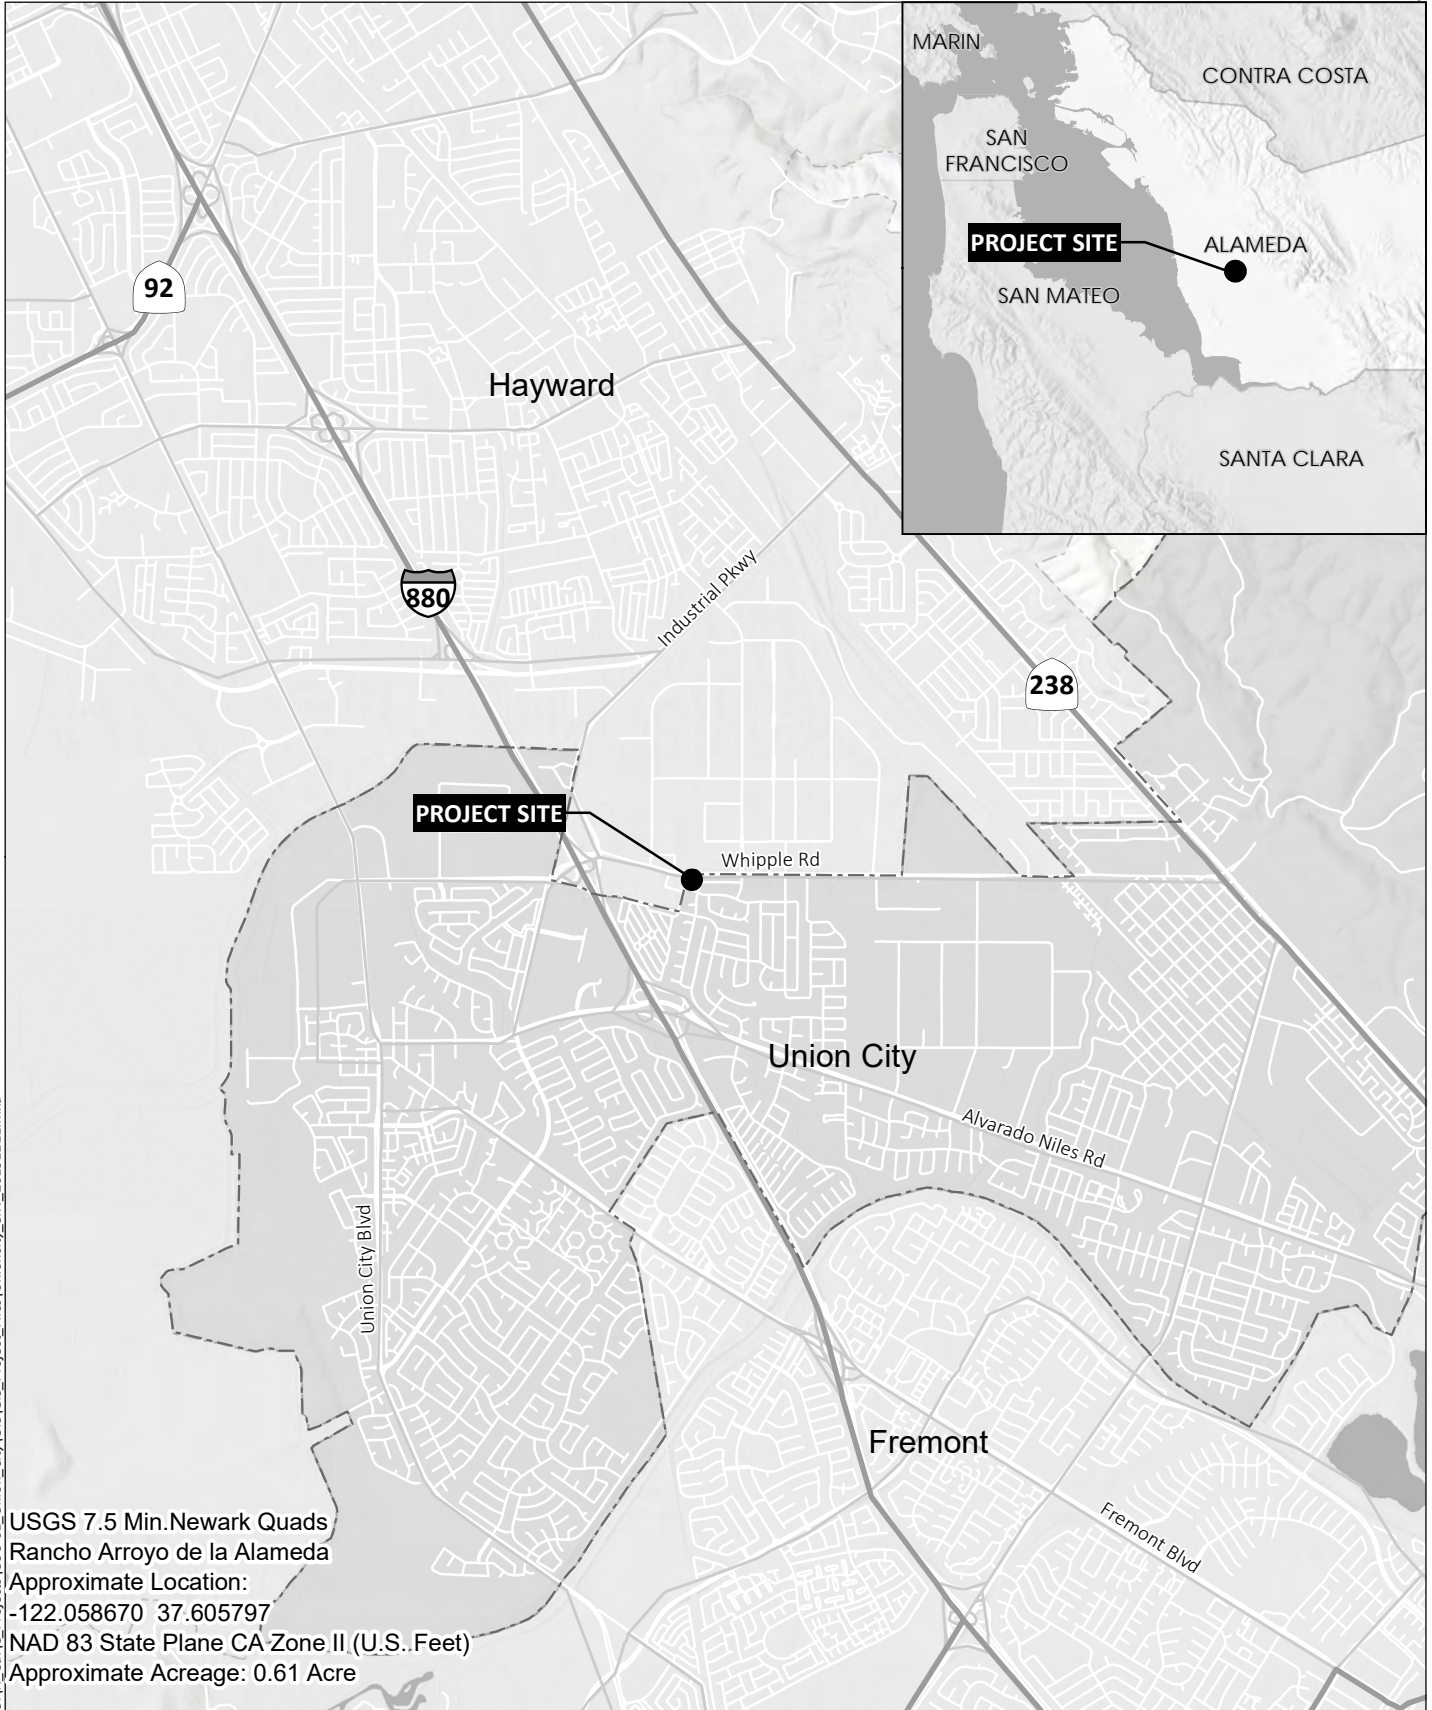 MARIN
CONTRA COSTA
SAN
FRANCISCO
PROJECT SITE
ALAMEDA
SAN MATEO
SANTA CLARA
92
Hayward
880
Industrial Pkwy
238
PROJECT SITE
Whipple Rd
Union City
Alvarado Niles Rd
Union City Blvd
Fremont
Fremont Blvd
USGS 7.5 Min.Newark Quads
Rancho Arroyo de la Alameda
Approximate Location:
-122.058670 37.605797
NAD 83 State Plane CA Zone II (U.S. Feet)
Approximate Acreage: 0.61 Acre